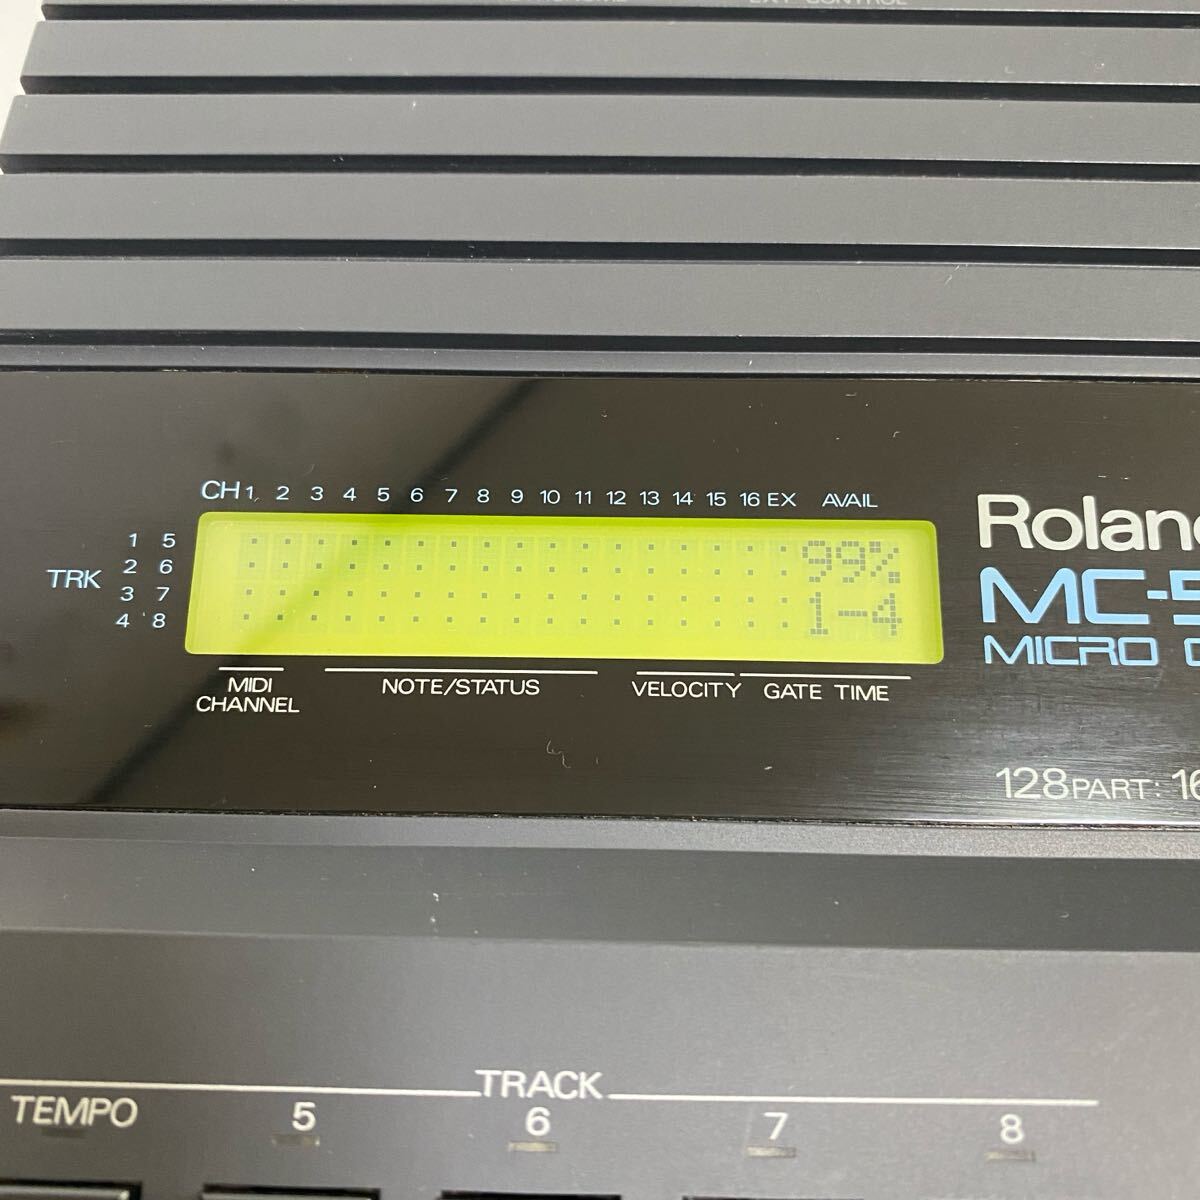 EXT CONTROL
CH 1 2 3 4 5 6 7 8 9 10 11 12 13 14 15 16 EX AVAIL
TRK
1 5
2 6
3 7
4 8
99%
1-4
MIDI CHANNEL
NOTE/STATUS
VELOCITY
GATE TIME
Roland
MC-5
MICRO
128PART: 16
TRACK
TEMPO 5 6 7 8